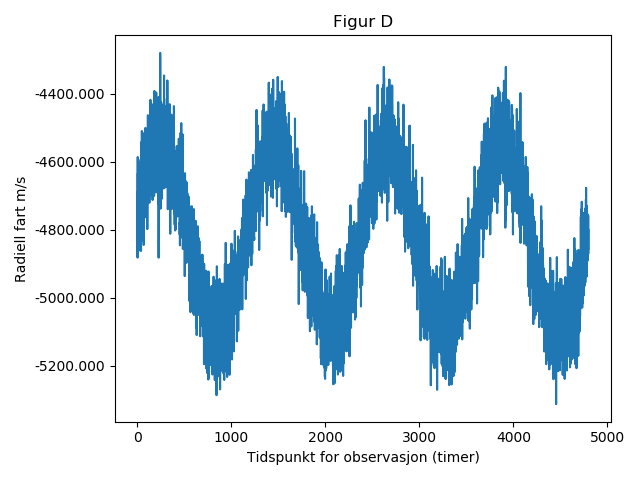 Figur D
-4400.000
-4600.000
-4800.000
-5000.000
-5200.000
Radiell fart m/s
0 1000 2000 3000 4000 5000
Tidspunkt for observasjon (timer)